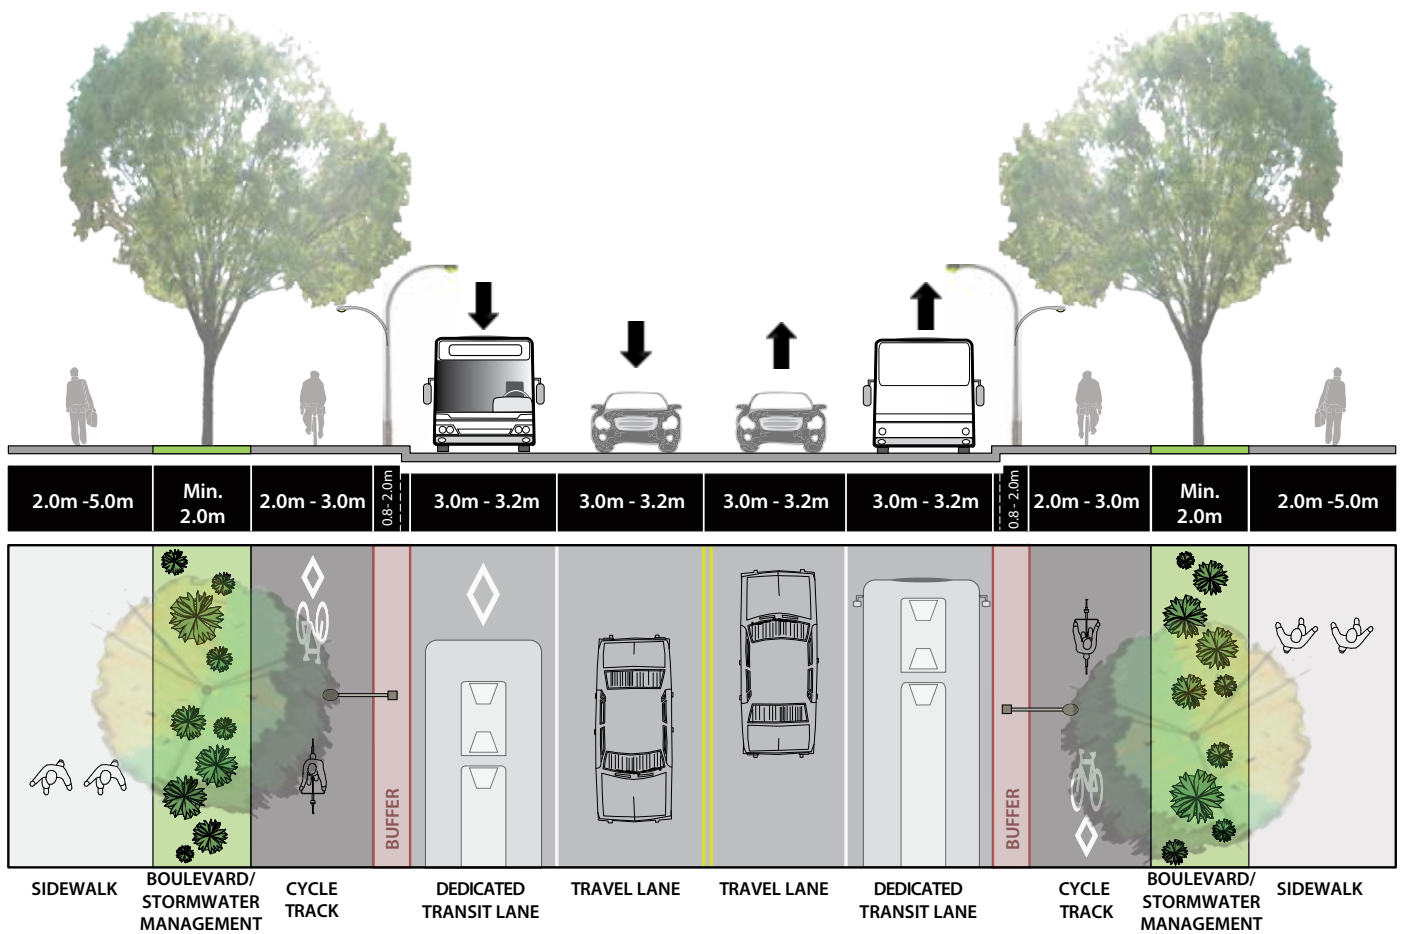 2.0m -5.0m
Min.
2.0m
2.0m - 3.0m
0.8- 2.0m
3.0m - 3.2m
3.0m - 3.2m
3.0m - 3.2m
3.0m - 3.2m
0.8 - 2.0m
2.0m - 3.0m
Min.
2.0m
2.0m -5.0m
BUFFER
BUFFER
SIDEWALK
BOULEVARD/
STORMWATER
MANAGEMENT
CYCLE
TRACK
DEDICATED
TRANSIT LANE
TRAVEL LANE
TRAVEL LANE
DEDICATED
TRANSIT LANE
CYCLE
TRACK
BOULEVARD/
STORMWATER
MANAGEMENT
SIDEWALK